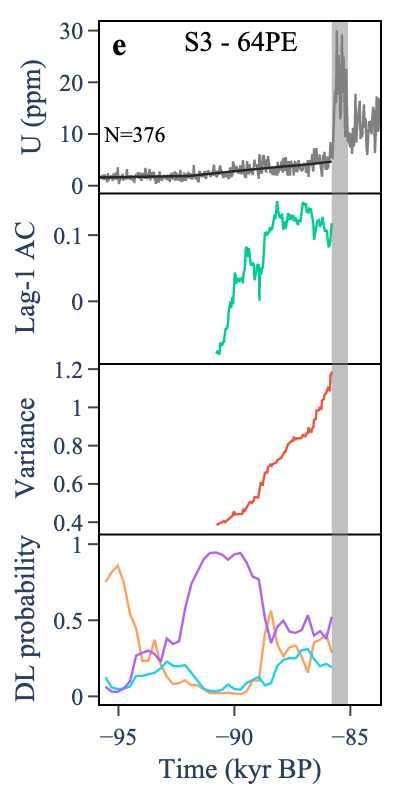 e S3 - 64PE
30
20
10
0
U (ppm)
N=376
0.1
0
Lag-1 AC
1.2
1
0.8
0.6
0.4
Variance
1
0.5
0
DL probability
−95 −90 −85
Time (kyr BP)